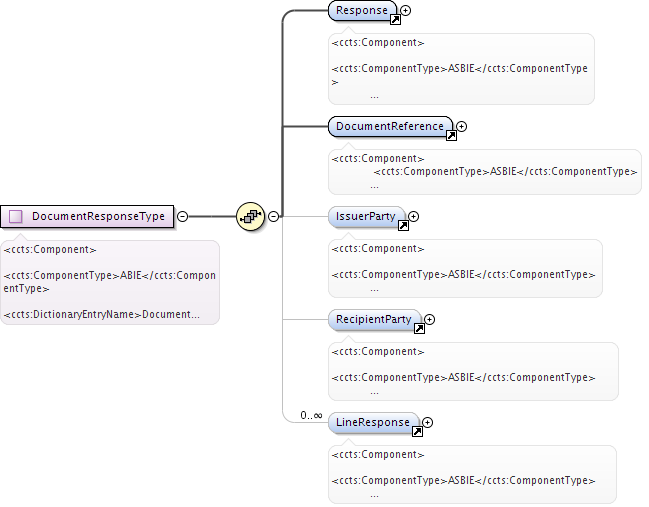 Response
<ccts:Component>
<ccts:ComponentType>ASBIE</ccts:ComponentType
>
...
DocumentReference
<ccts:Component>
<ccts:ComponentType>ASBIE</ccts:ComponentType>
...
DocumentResponseType
<ccts:Component>
<ccts:ComponentType>ABIE</ccts:Compon
entType>
<ccts:DictionaryEntryName>Document...
IssuerParty
<ccts:Component>
<ccts:ComponentType>ASBIE</ccts:ComponentType>
...
RecipientParty
<ccts:Component>
<ccts:ComponentType>ASBIE</ccts:ComponentType>
...
0..∞
LineResponse
<ccts:Component>
<ccts:ComponentType>ASBIE</ccts:ComponentType>
...